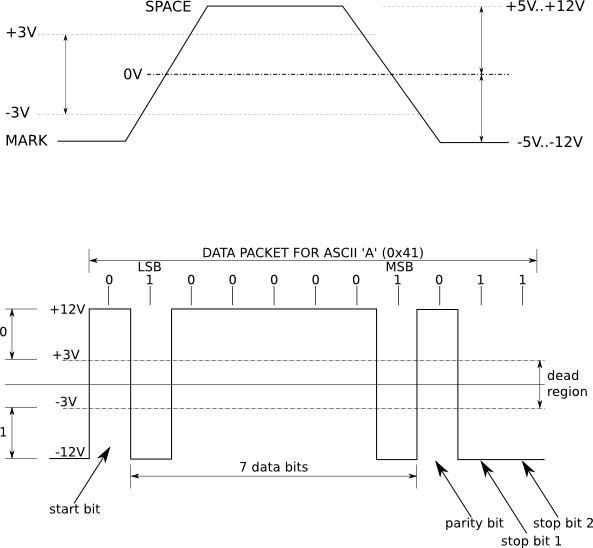 SPACE
+5V..+12V
+3V
0V
-3V
MARK
-5V..-12V
DATA PACKET FOR ASCII 'A' (0x41)
LSB MSB
0 1 0 0 0 0 0 1 0 1 1
+12V
0
+3V
dead
region
-3V
1
-12V
7 data bits
start bit
parity bit
stop bit 2
stop bit 1